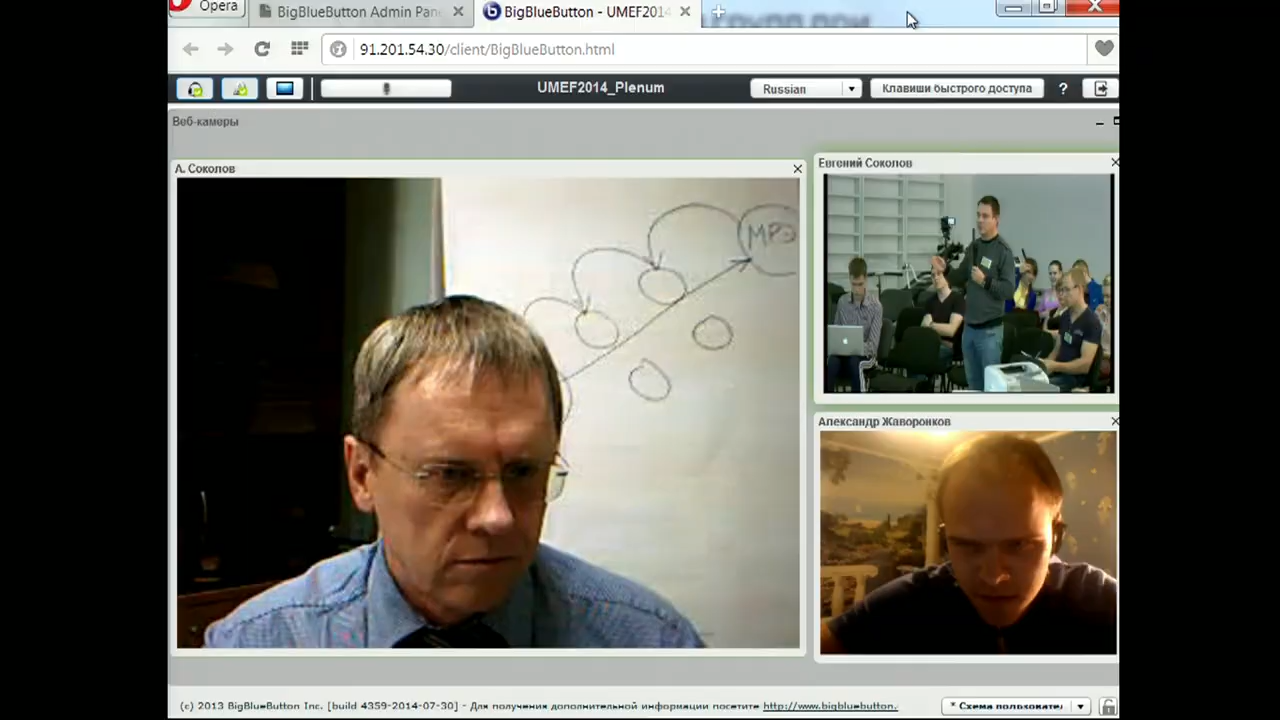 Opera
BigBlueButton Admin Pan
BigBlueButton - UMEF2014
91.201.54.30/client/BigBlueButton.html
UMEF2014_Plenum
Russian
Клавиши быстрого доступа
?
Веб-камеры
А. Соколов
Евгений Соколов
МРЭ
Александр Жаворонков
(c) 2013 BigBlueButton Inc. [build 4359-2014-07-30] - Для получения дополнительной информации посетите http://www.bigbluebutton.
* Схема пользовател